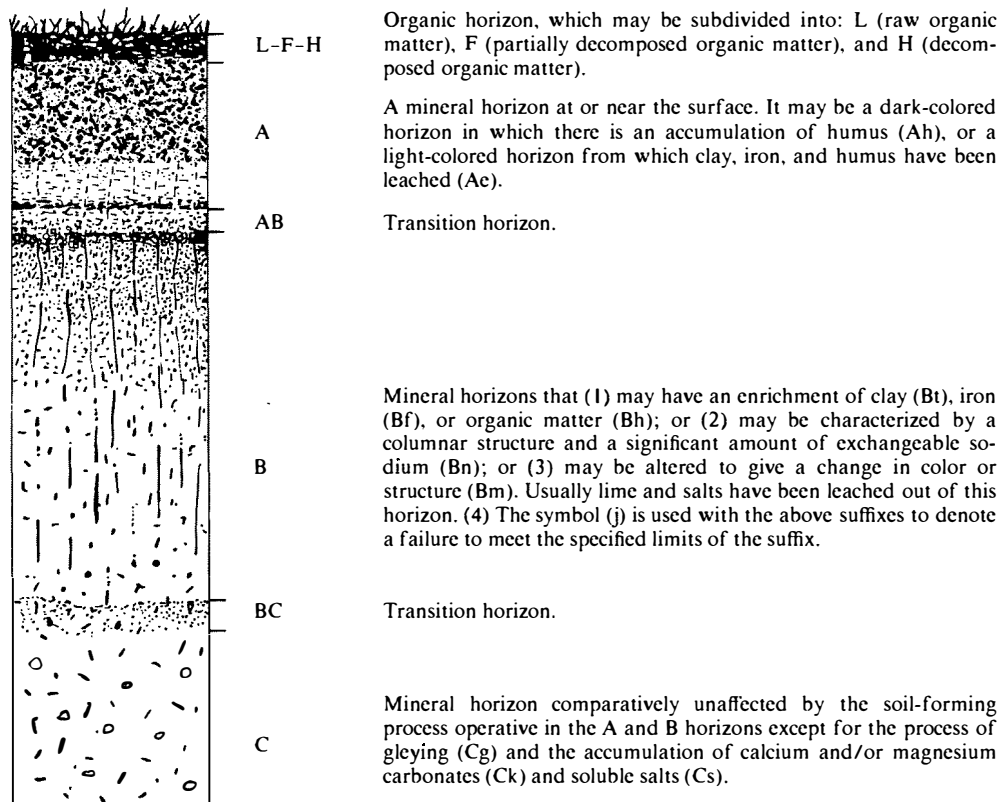 L-F-H
Organic horizon, which may be subdivided into: L (raw organic
matter), F (partially decomposed organic matter), and H (decom-
posed organic matter).
A
A mineral horizon at or near the surface. It may be a dark-colored
horizon in which there is an accumulation of humus (Ah), or a
light-colored horizon from which clay, iron, and humus have been
leached (Ae).
AB
Transition horizon.
B
Mineral horizons that (1) may have an enrichment of clay (Bt), iron
(Bf), or organic matter (Bh); or (2) may be characterized by a
columnar structure and a significant amount of exchangeable so-
dium (Bn); or (3) may be altered to give a change in color or
structure (Bm). Usually lime and salts have been leached out of this
horizon. (4) The symbol (j) is used with the above suffixes to denote
a failure to meet the specified limits of the suffix.
BC
Transition horizon.
C
Mineral horizon comparatively unaffected by the soil-forming
process operative in the A and B horizons except for the process of
gleying (Cg) and the accumulation of calcium and/or magnesium
carbonates (Ck) and soluble salts (Cs).